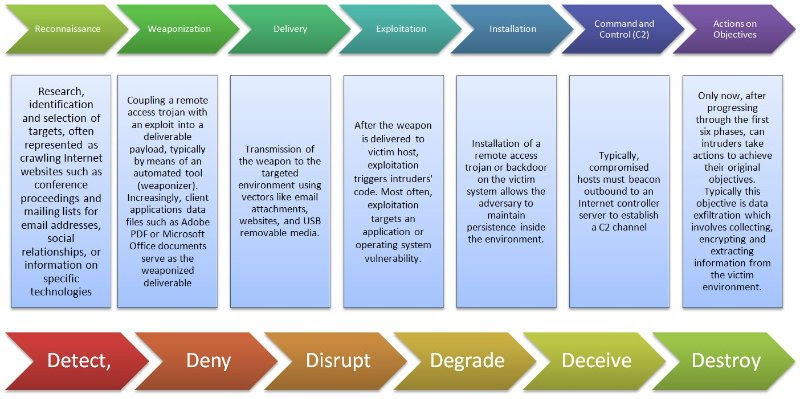 Reconnaissance
Weaponization
Delivery
Exploitation
Installation
Command and
Control (C2)
Actions on
Objectives
Research,
identification
and selection of
targets, often
represented as
crawling Internet
websites such as
conference
proceedings and
mailing lists for
email addresses,
social
relationships, or
information on
specific
technologies
Coupling a remote
access trojan with
an exploit into a
deliverable
payload, typically
by means of an
automated tool
(weaponizer).
Increasingly, client
applications data
files such as Adobe
PDF or Microsoft
Office documents
serve as the
weaponized
deliverable
Transmission of
the weapon to the
targeted
environment using
vectors like email
attachments,
websites, and USB
removable media.
After the weapon
is delivered to
victim host,
exploitation
triggers intruders'
code. Most often,
exploitation
targets an
application or
operating system
vulnerability.
Installation of a
remote access
trojan or backdoor
on the victim
system allows the
adversary to
maintain
persistence inside
the environment.
Typically,
compromised
hosts must beacon
outbound to an
Internet controller
server to establish
a C2 channel
Only now, after
progressing
through the first
six phases, can
intruders take
actions to achieve
their original
objectives.
Typically this
objective is data
exfiltration which
involves collecting,
encrypting and
extracting
information from
the victim
environment.
Detect,
Deny
Disrupt
Degrade
Deceive
Destroy